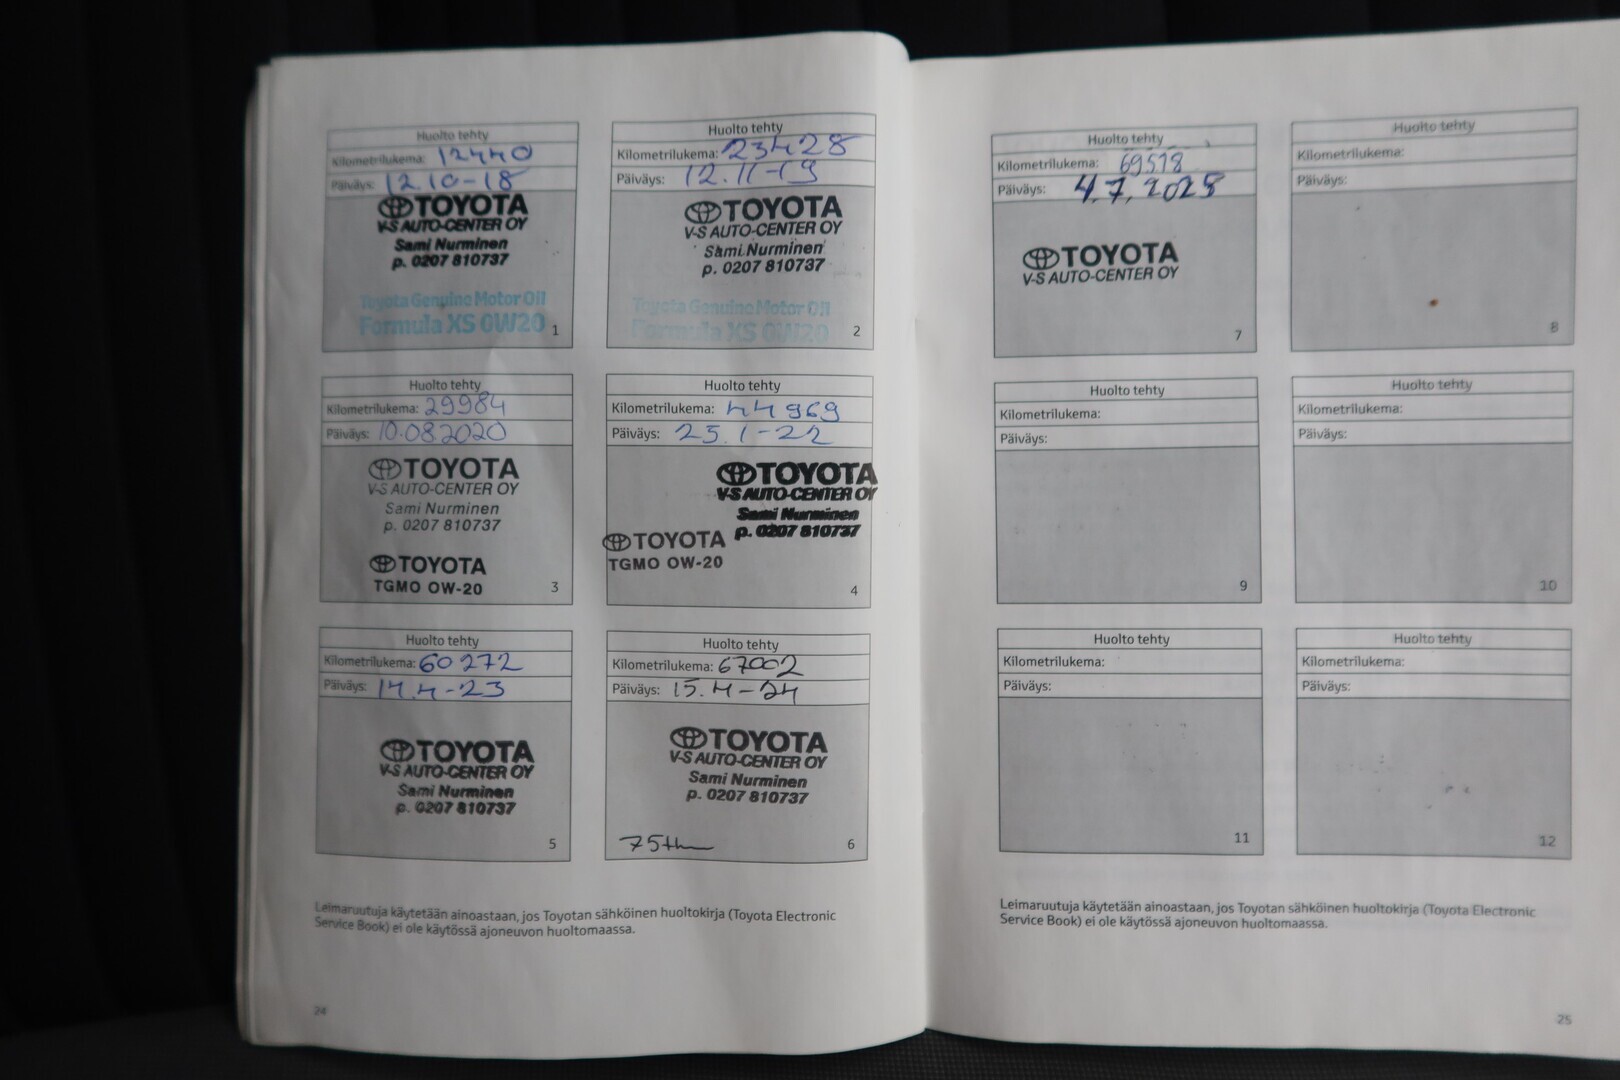 Huolto tehty
Kilometrilukema: 12440
Päiväys: 12.10-18
TOYOTA
V-S AUTO-CENTER OY
Sami Nurminen
p. 0207 810737
Toyota Genuine Motor Oil
Formula XS 0W20
1
Huolto tehty
Kilometrilukema: 23428
Päiväys: 12.11-19
TOYOTA
V-S AUTO-CENTER OY
Sami Nurminen
p. 0207 810737
Toyota Genuine Motor Oil
Formula XS 0W20
2
Huolto tehty
Kilometrilukema: 29984
Päiväys: 10.082020
TOYOTA
V-S AUTO-CENTER OY
Sami Nurminen
p. 0207 810737
TOYOTA
TGMO OW-20
3
Huolto tehty
Kilometrilukema: 44969
Päiväys: 25.1-22
TOYOTA
V-S AUTO-CENTER OY
Sami Nurminen
p. 0207 810737
TOYOTA
TGMO OW-20
4
Huolto tehty
Kilometrilukema: 60272
Päiväys: 14.4-23
TOYOTA
V-S AUTO-CENTER OY
Sami Nurminen
p. 0207 810737
5
Huolto tehty
Kilometrilukema: 67002
Päiväys: 15.4-24
TOYOTA
V-S AUTO-CENTER OY
Sami Nurminen
p. 0207 810737
6
Leimaruutuja käytetään ainoastaan, jos Toyotan sähköinen huoltokirja (Toyota Electronic
Service Book) ei ole käytössä ajoneuvon huoltomaassa.
24
Huolto tehty
Kilometrilukema: 69518
Päiväys: 4.7.2025
TOYOTA
V-S AUTO-CENTER OY
7
Huolto tehty
Kilometrilukema:
Päiväys:
8
Huolto tehty
Kilometrilukema:
Päiväys:
9
Huolto tehty
Kilometrilukema:
Päiväys:
10
Huolto tehty
Kilometrilukema:
Päiväys:
11
Huolto tehty
Kilometrilukema:
Päiväys:
12
Leimaruutuja käytetään ainoastaan, jos Toyotan sähköinen huoltokirja (Toyota Electronic
Service Book) ei ole käytössä ajoneuvon huoltomaassa.
25